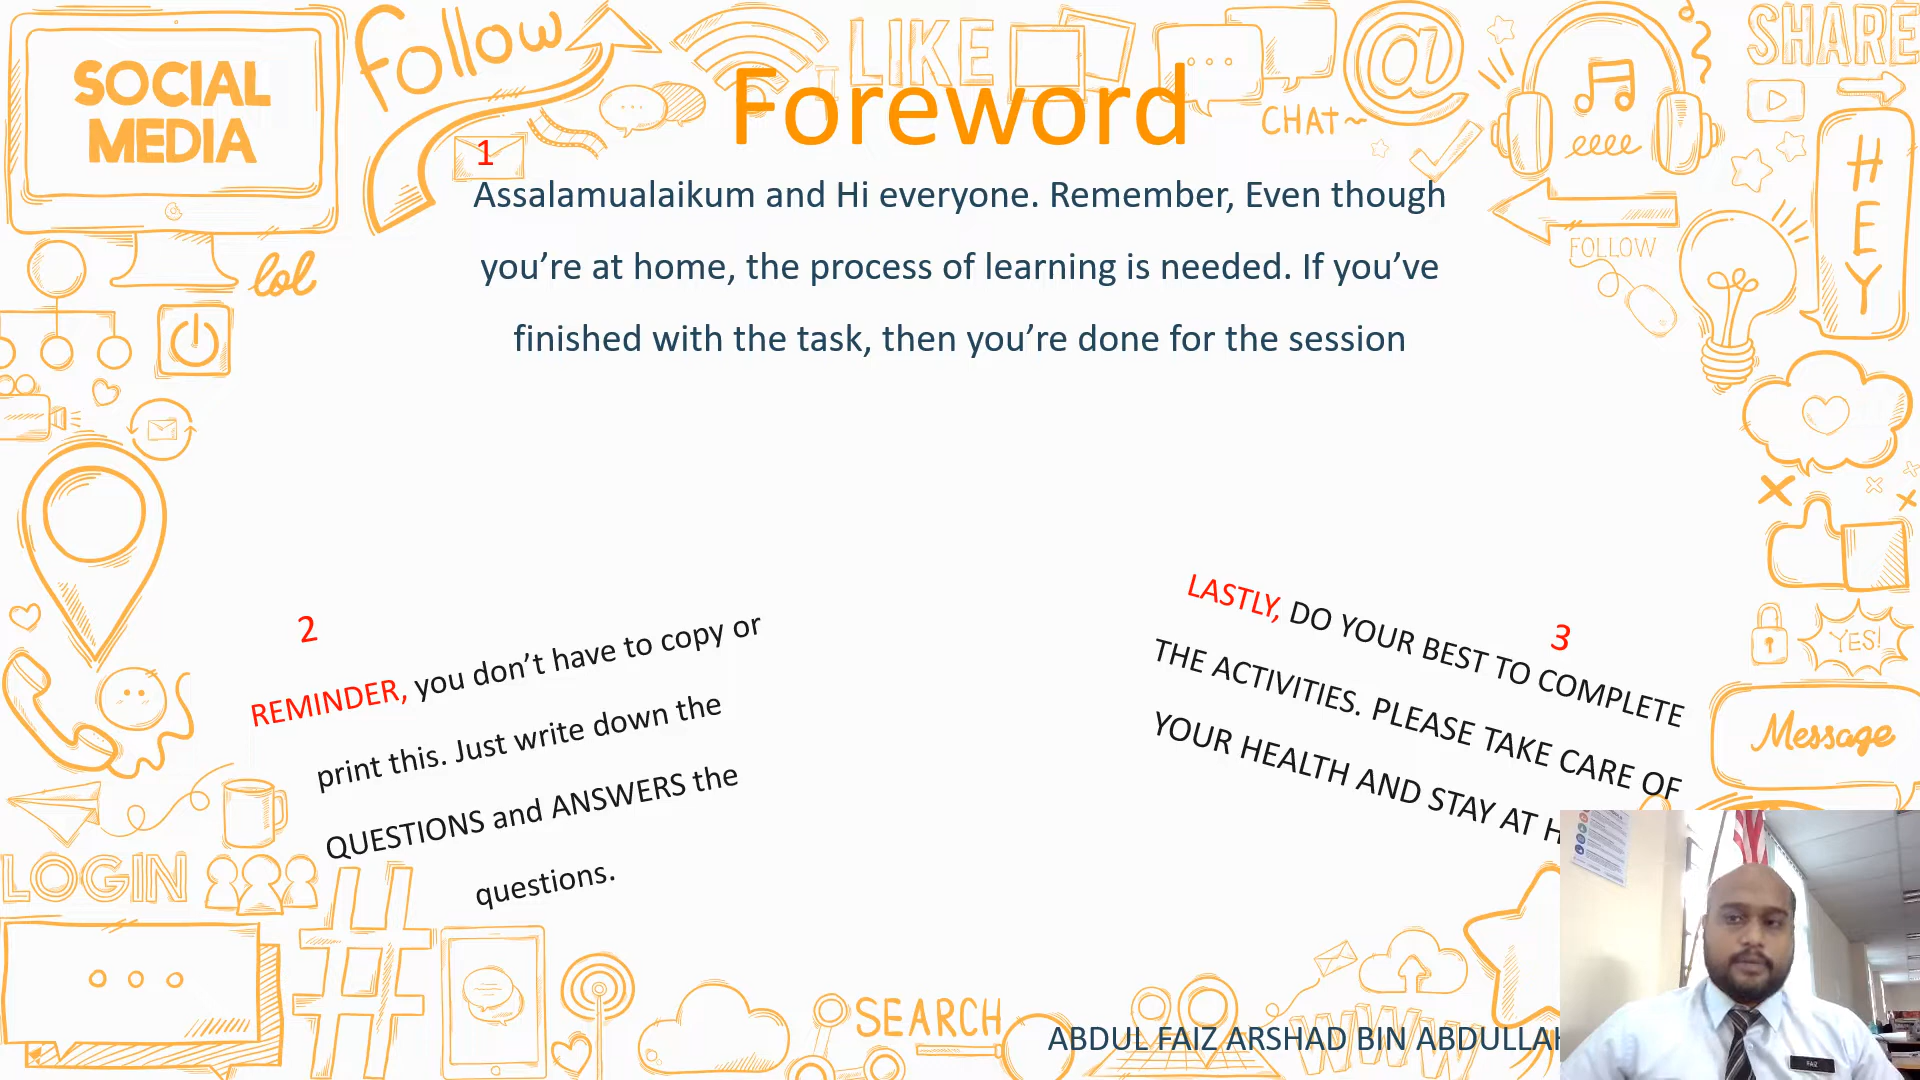 SOCIAL
MEDIA
follow
LIKE
CHAT~
SHARE
HEY
FOLLOW
lol
Foreword
1
Assalamualaikum and Hi everyone. Remember, Even though
you’re at home, the process of learning is needed. If you’ve
finished with the task, then you’re done for the session
2
REMINDER, you don’t have to copy or
print this. Just write down the
QUESTIONS and ANSWERS the
questions.
3
LASTLY, DO YOUR BEST TO COMPLETE
THE ACTIVITIES. PLEASE TAKE CARE OF
YOUR HEALTH AND STAY AT
YES!
Message
LOGIN
#
SEARCH
WWW
ABDUL FAIZ ARSHAD BIN ABDULLAH
FAIZ